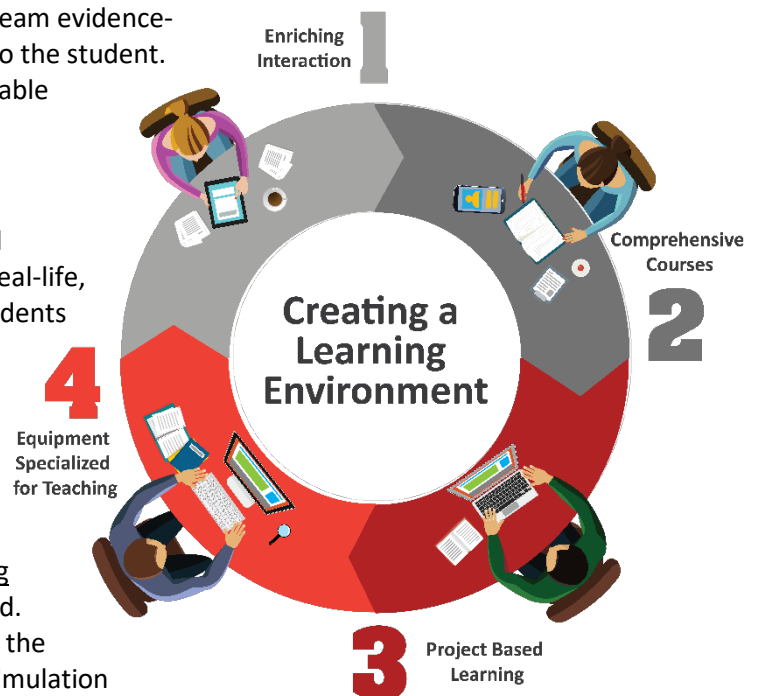 eam evidence-
o the student.
able
eal-life,
dents
g
d.
the
imulation
1
Enriching
Interaction
Comprehensive
Courses
2
Creating a
Learning
Environment
4
Equipment
Specialized
for Teaching
3
Project Based
Learning